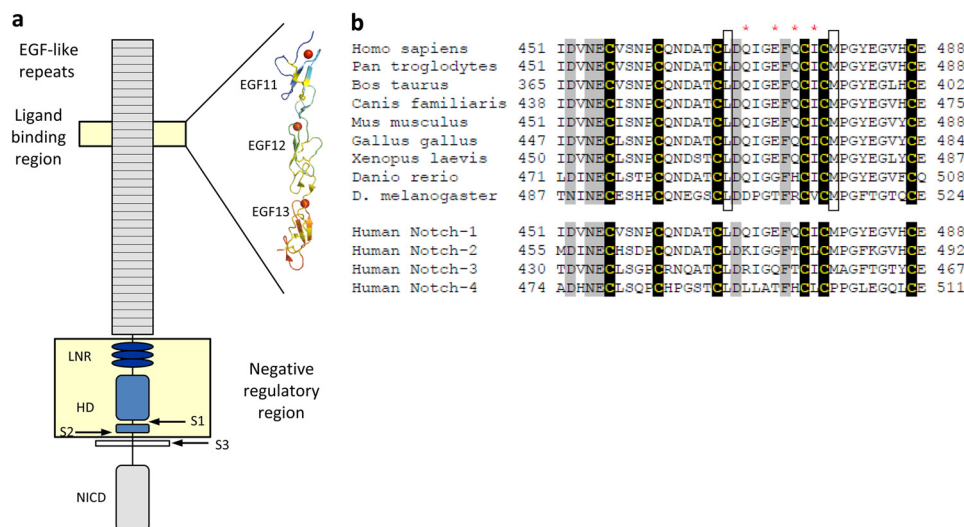 a
EGF-like
repeats
Ligand
binding
region
EGF11
EGF12
EGF13
LNR
HD
S1
S2
S3
NICD
Negative
regulatory
region
b
* * * *
Homo sapiens 451 IDVNECVSNPCQNDATCLDQIGEFQCICMPGYEGVHCE 488
Pan troglodytes 451 IDVNECVSNPCQNDATCLDQIGEFQCICMPGYEGVHCE 488
Bos taurus 365 IDVNECVSNPCQNDATCLDQIGEFQCICMPGYEGLHCE 402
Canis familiaris 438 IDVNECISNPCQNDATCLDQIGEFQCICMPGYEGVYCE 475
Mus musculus 451 IDVNECISNPCQNDATCLDQIGEFQCICMPGYEGVYCE 488
Gallus gallus 447 IDVNECLSNPCQNDATCLDQIGEFQCICMPGYEGVYCE 484
Xenopus laevis 450 IDVNECLSNPCQNDSTCLDQIGEFQCICMPGYEGLYCE 487
Danio rerio 471 LDINECLSTPCQNDATCLDQIGGFHCICMPGYEGVFCQ 508
D. melanogaster 487 TNINECESHPCQNEGSCLDDPGTFRCVCMPGFTGTQCE 524
Human Notch-1 451 IDVNECVSNPCQNDATCLDQIGEFQCICMPGYEGVHCE 488
Human Notch-2 455 MDINECHSDPCQNDATCLDKIGGFTCLCMPGFKGVHCE 492
Human Notch-3 430 TDVNECLSGPCRNQATCLDRIGQFTCICMAGFTGTYCE 467
Human Notch-4 474 ADHNECLSQPCHPGSTCLDLLATFHCLCPPGLEGQLCE 511